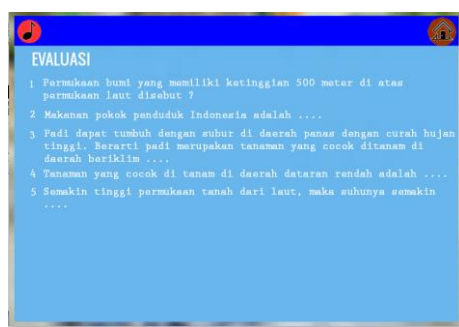 EVALUASI
1 Permukaan bumi yang memiliki ketinggian 500 meter di atas
permukaan laut disebut ?
2 Makanan pokok penduduk Indonesia adalah ....
3 Padi dapat tumbuh dengan subur di daerah panas dengan curah hujan
tinggi. Berarti padi merupakan tanaman yang cocok ditanam di
daerah beriklim ....
4 Tanaman yang cocok di tanam di daerah dataran rendah adalah ....
5 Semakin tinggi permukaan tanah dari laut, maka suhunya semakin
....